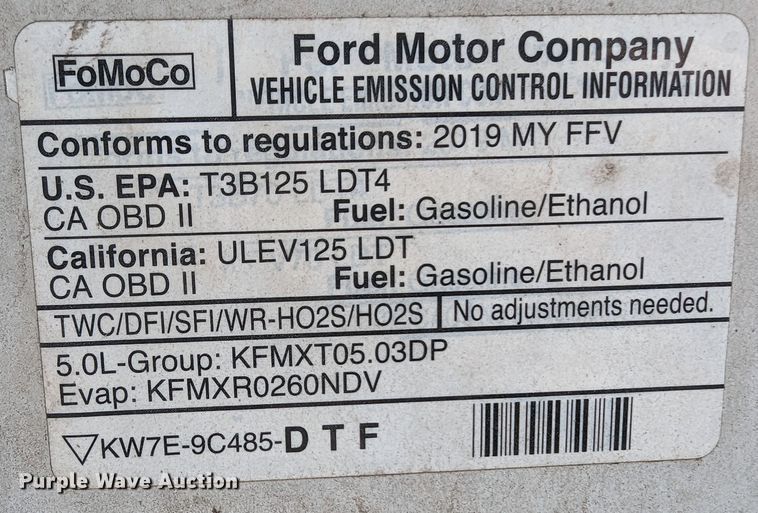 FoMoCo
Ford Motor Company
VEHICLE EMISSION CONTROL INFORMATION
Conforms to regulations: 2019 MY FFV
U.S. EPA: T3B125 LDT4
CA OBD II Fuel: Gasoline/Ethanol
California: ULEV125 LDT
CA OBD II Fuel: Gasoline/Ethanol
TWC/DFI/SFI/WR-HO2S/HO2S No adjustments needed.
5.0L-Group: KFMXT05.03DP
Evap: KFMXR0260NDV
KW7E-9C485-DTF
Purple Wave Auction